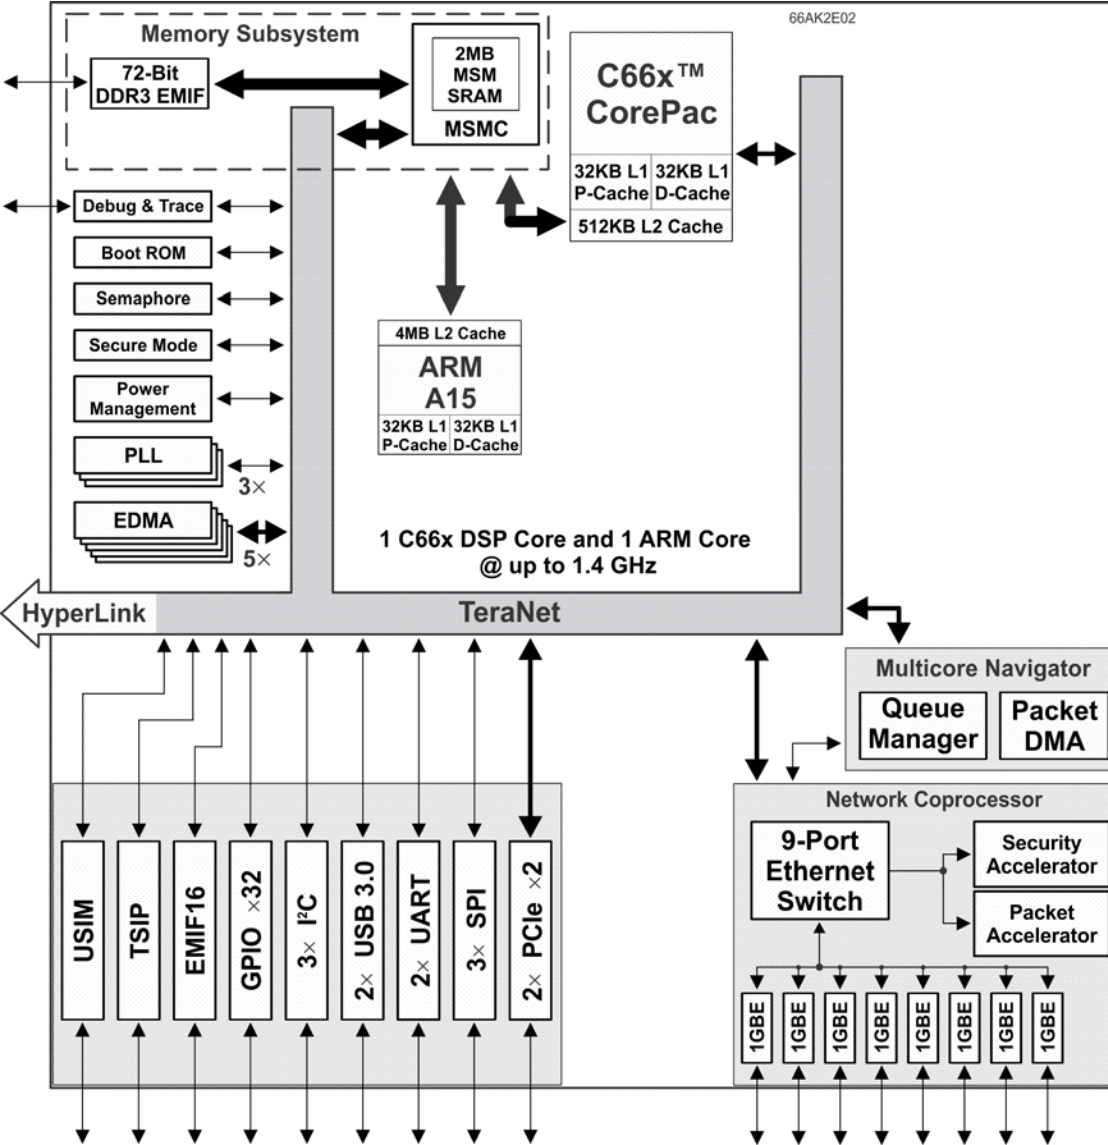 66AK2E02
Memory Subsystem
72-Bit
DDR3 EMIF
2MB
MSM
SRAM
MSMC
C66x™
CorePac
32KB L1
P-Cache
32KB L1
D-Cache
512KB L2 Cache
Debug & Trace
Boot ROM
Semaphore
Secure Mode
Power
Management
PLL
3×
EDMA
5×
4MB L2 Cache
ARM
A15
32KB L1
P-Cache
32KB L1
D-Cache
1 C66x DSP Core and 1 ARM Core
@ up to 1.4 GHz
HyperLink
TeraNet
Multicore Navigator
Queue
Manager
Packet
DMA
USIM
TSIP
EMIF16
GPIO ×32
3× I²C
2× USB 3.0
2× UART
3× SPI
2× PCIe ×2
Network Coprocessor
9-Port
Ethernet
Switch
Security
Accelerator
Packet
Accelerator
1GBE
1GBE
1GBE
1GBE
1GBE
1GBE
1GBE
1GBE